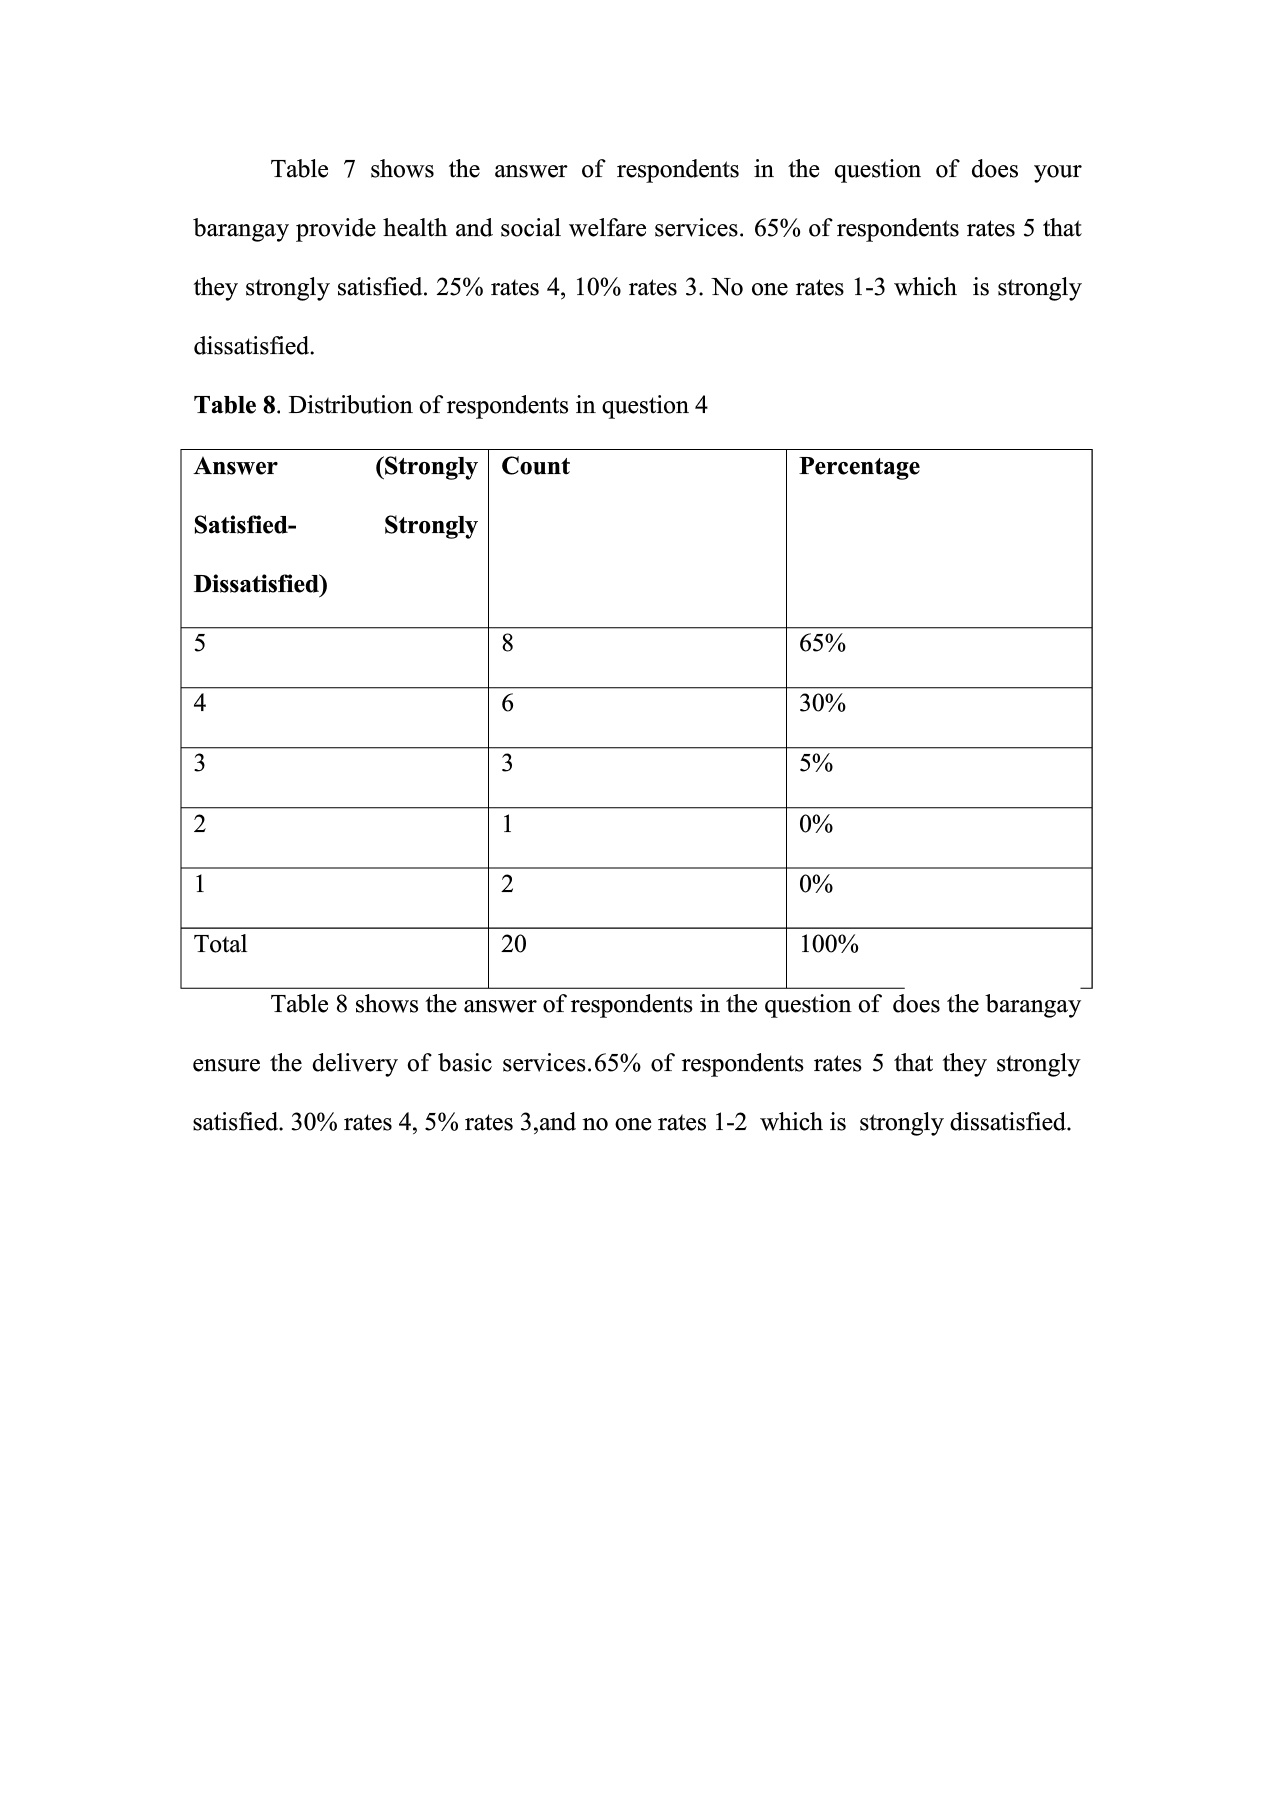 Table 7 shows the answer of respondents in the question of does your
barangay provide health and social welfare services. 65% of respondents rates 5 that
they strongly satisfied. 25% rates 4, 10% rates 3. No one rates 1-3 which  is strongly
dissatisfied.
Table 8. Distribution of respondents in question 4
Answer (Strongly
Satisfied- Strongly
Dissatisfied)
Count
Percentage
5 8 65%
4 6 30%
3 3 5%
2 1 0%
1 2 0%
Total 20 100%
Table 8 shows the answer of respondents in the question of  does the barangay
ensure the delivery of basic services.65% of respondents rates 5 that they strongly
satisfied. 30% rates 4, 5% rates 3,and no one rates 1-2  which is  strongly dissatisfied.